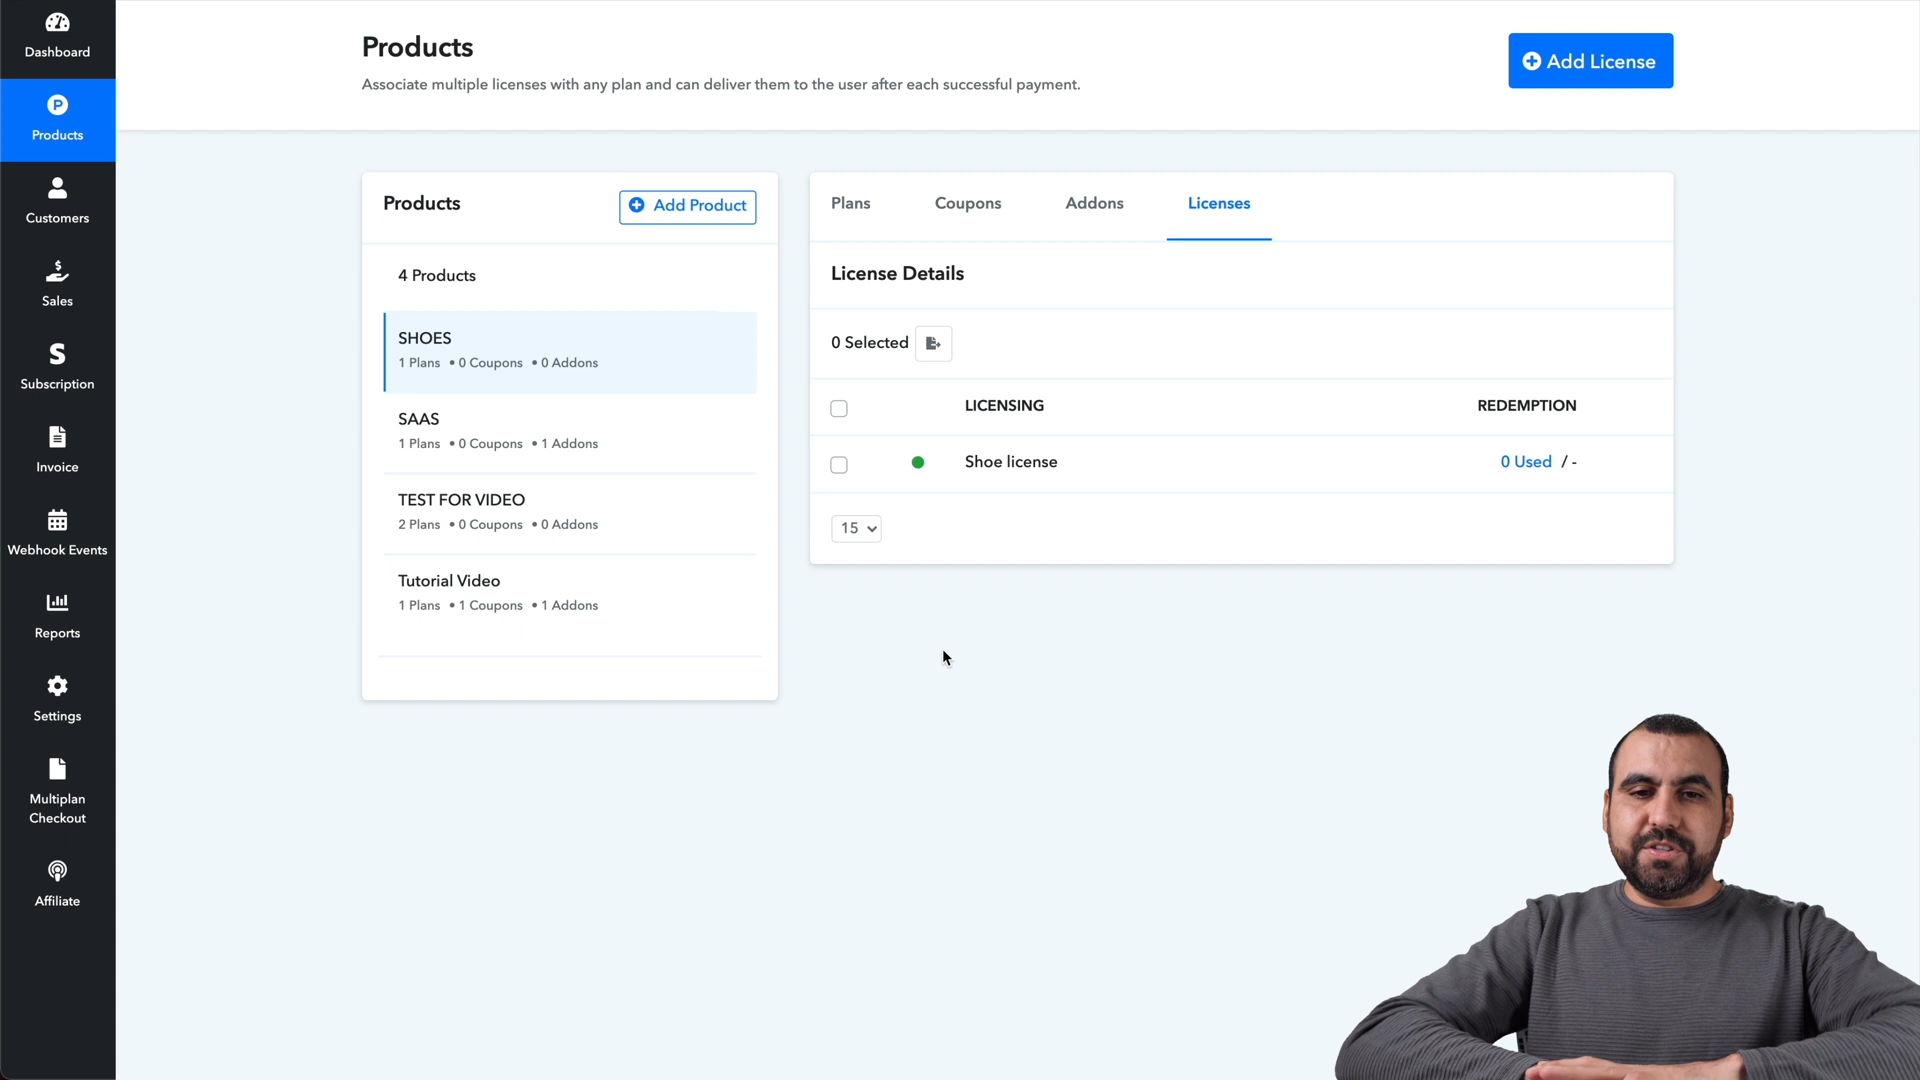 Dashboard
Products
Customers
Sales
Subscription
Invoice
Webhook Events
Reports
Settings
Multiplan
Checkout
Affiliate
Products
Associate multiple licenses with any plan and can deliver them to the user after each successful payment.
Add License
Products
Add Product
4 Products
SHOES
1 Plans • 0 Coupons • 0 Addons
SAAS
1 Plans • 0 Coupons • 1 Addons
TEST FOR VIDEO
2 Plans • 0 Coupons • 0 Addons
Tutorial Video
1 Plans • 1 Coupons • 1 Addons
Plans Coupons Addons Licenses
License Details
0 Selected
LICENSING REDEMPTION
Shoe license 0 Used / -
15